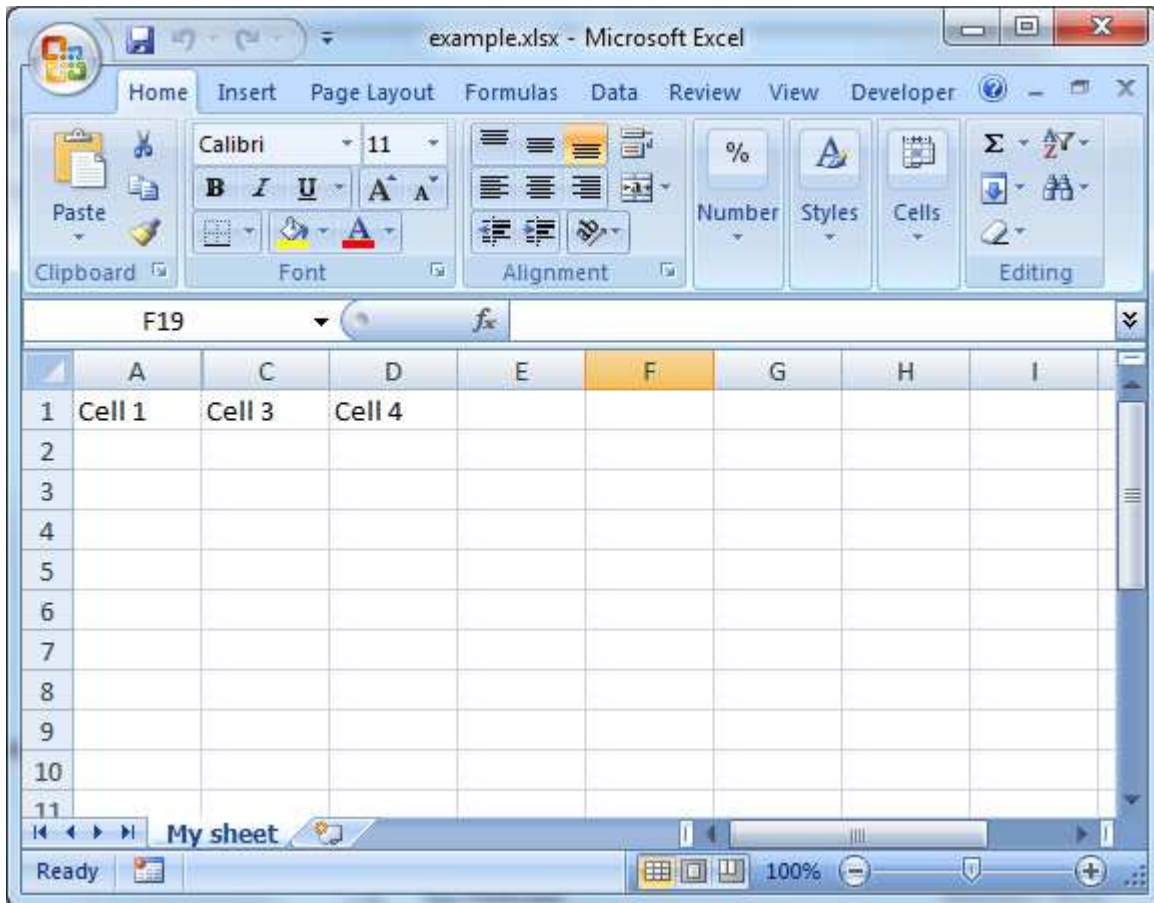 example.xlsx - Microsoft Excel
Home Insert Page Layout Formulas Data Review View Developer
Paste
Clipboard
Calibri 11
B I U A A
A
Font
Alignment
% Number
A Styles
Cells
Σ A Z
Editing
F19 fx
A C D E F G H I
1 Cell 1 Cell 3 Cell 4
2
3
4
5
6
7
8
9
10
11
My sheet
Ready 100%